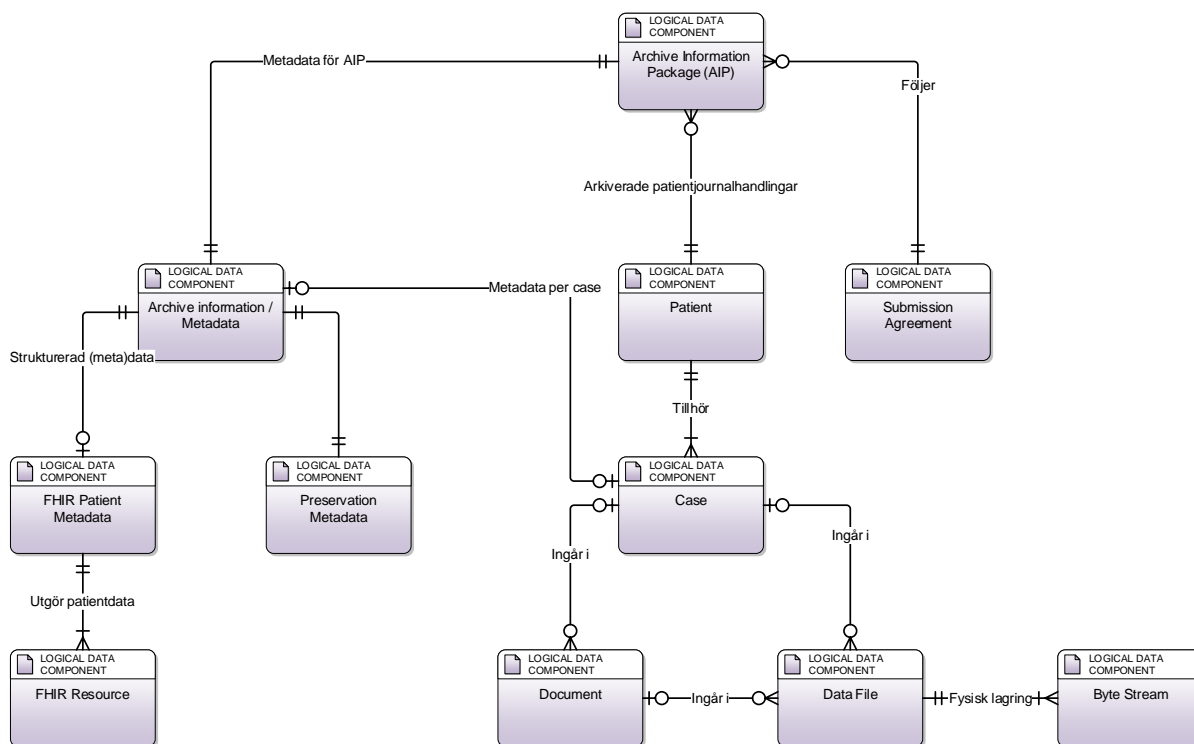 LOGICAL DATA
COMPONENT
Archive Information
Package (AIP)
Metadata för AIP
Följer
Arkiverade patientjournalhandlingar
LOGICAL DATA
COMPONENT
Archive information /
Metadata
Metadata per case
LOGICAL DATA
COMPONENT
Patient
LOGICAL DATA
COMPONENT
Submission
Agreement
Strukturerad (meta)data
Tillhör
LOGICAL DATA
COMPONENT
FHIR Patient
Metadata
LOGICAL DATA
COMPONENT
Preservation
Metadata
LOGICAL DATA
COMPONENT
Case
Ingår i
Ingår i
Utgör patientdata
LOGICAL DATA
COMPONENT
FHIR Resource
LOGICAL DATA
COMPONENT
Document
Ingår i
LOGICAL DATA
COMPONENT
Data File
Fysisk lagring
LOGICAL DATA
COMPONENT
Byte Stream